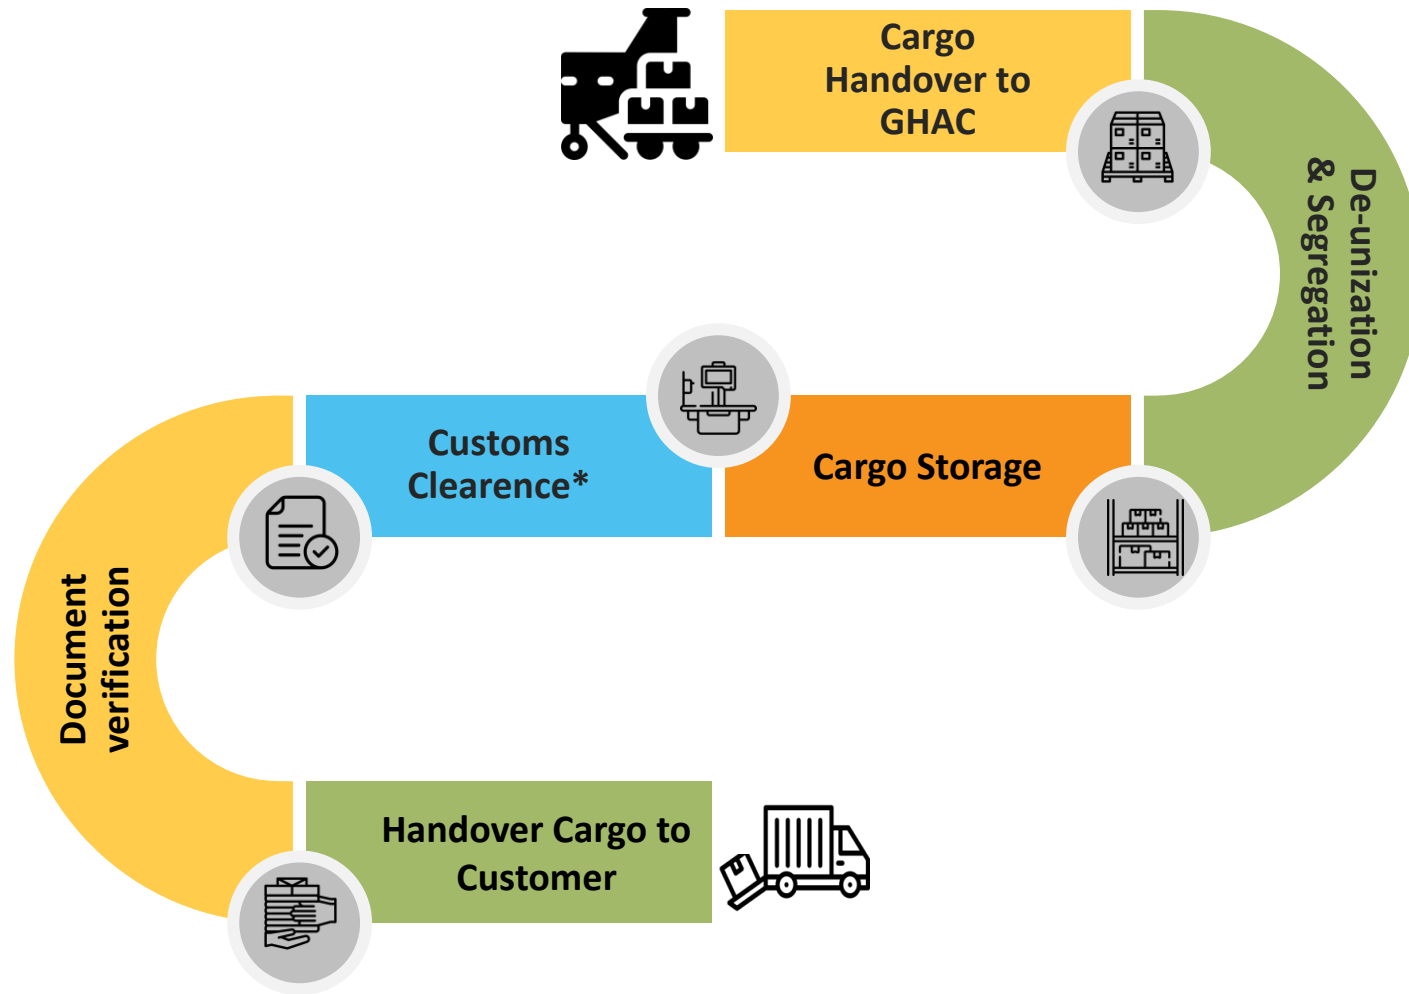 Cargo
Handover to
GHAC
De-unization
& Segregation
Cargo Storage
Customs
Clearence*
Document
verification
Handover Cargo to
Customer